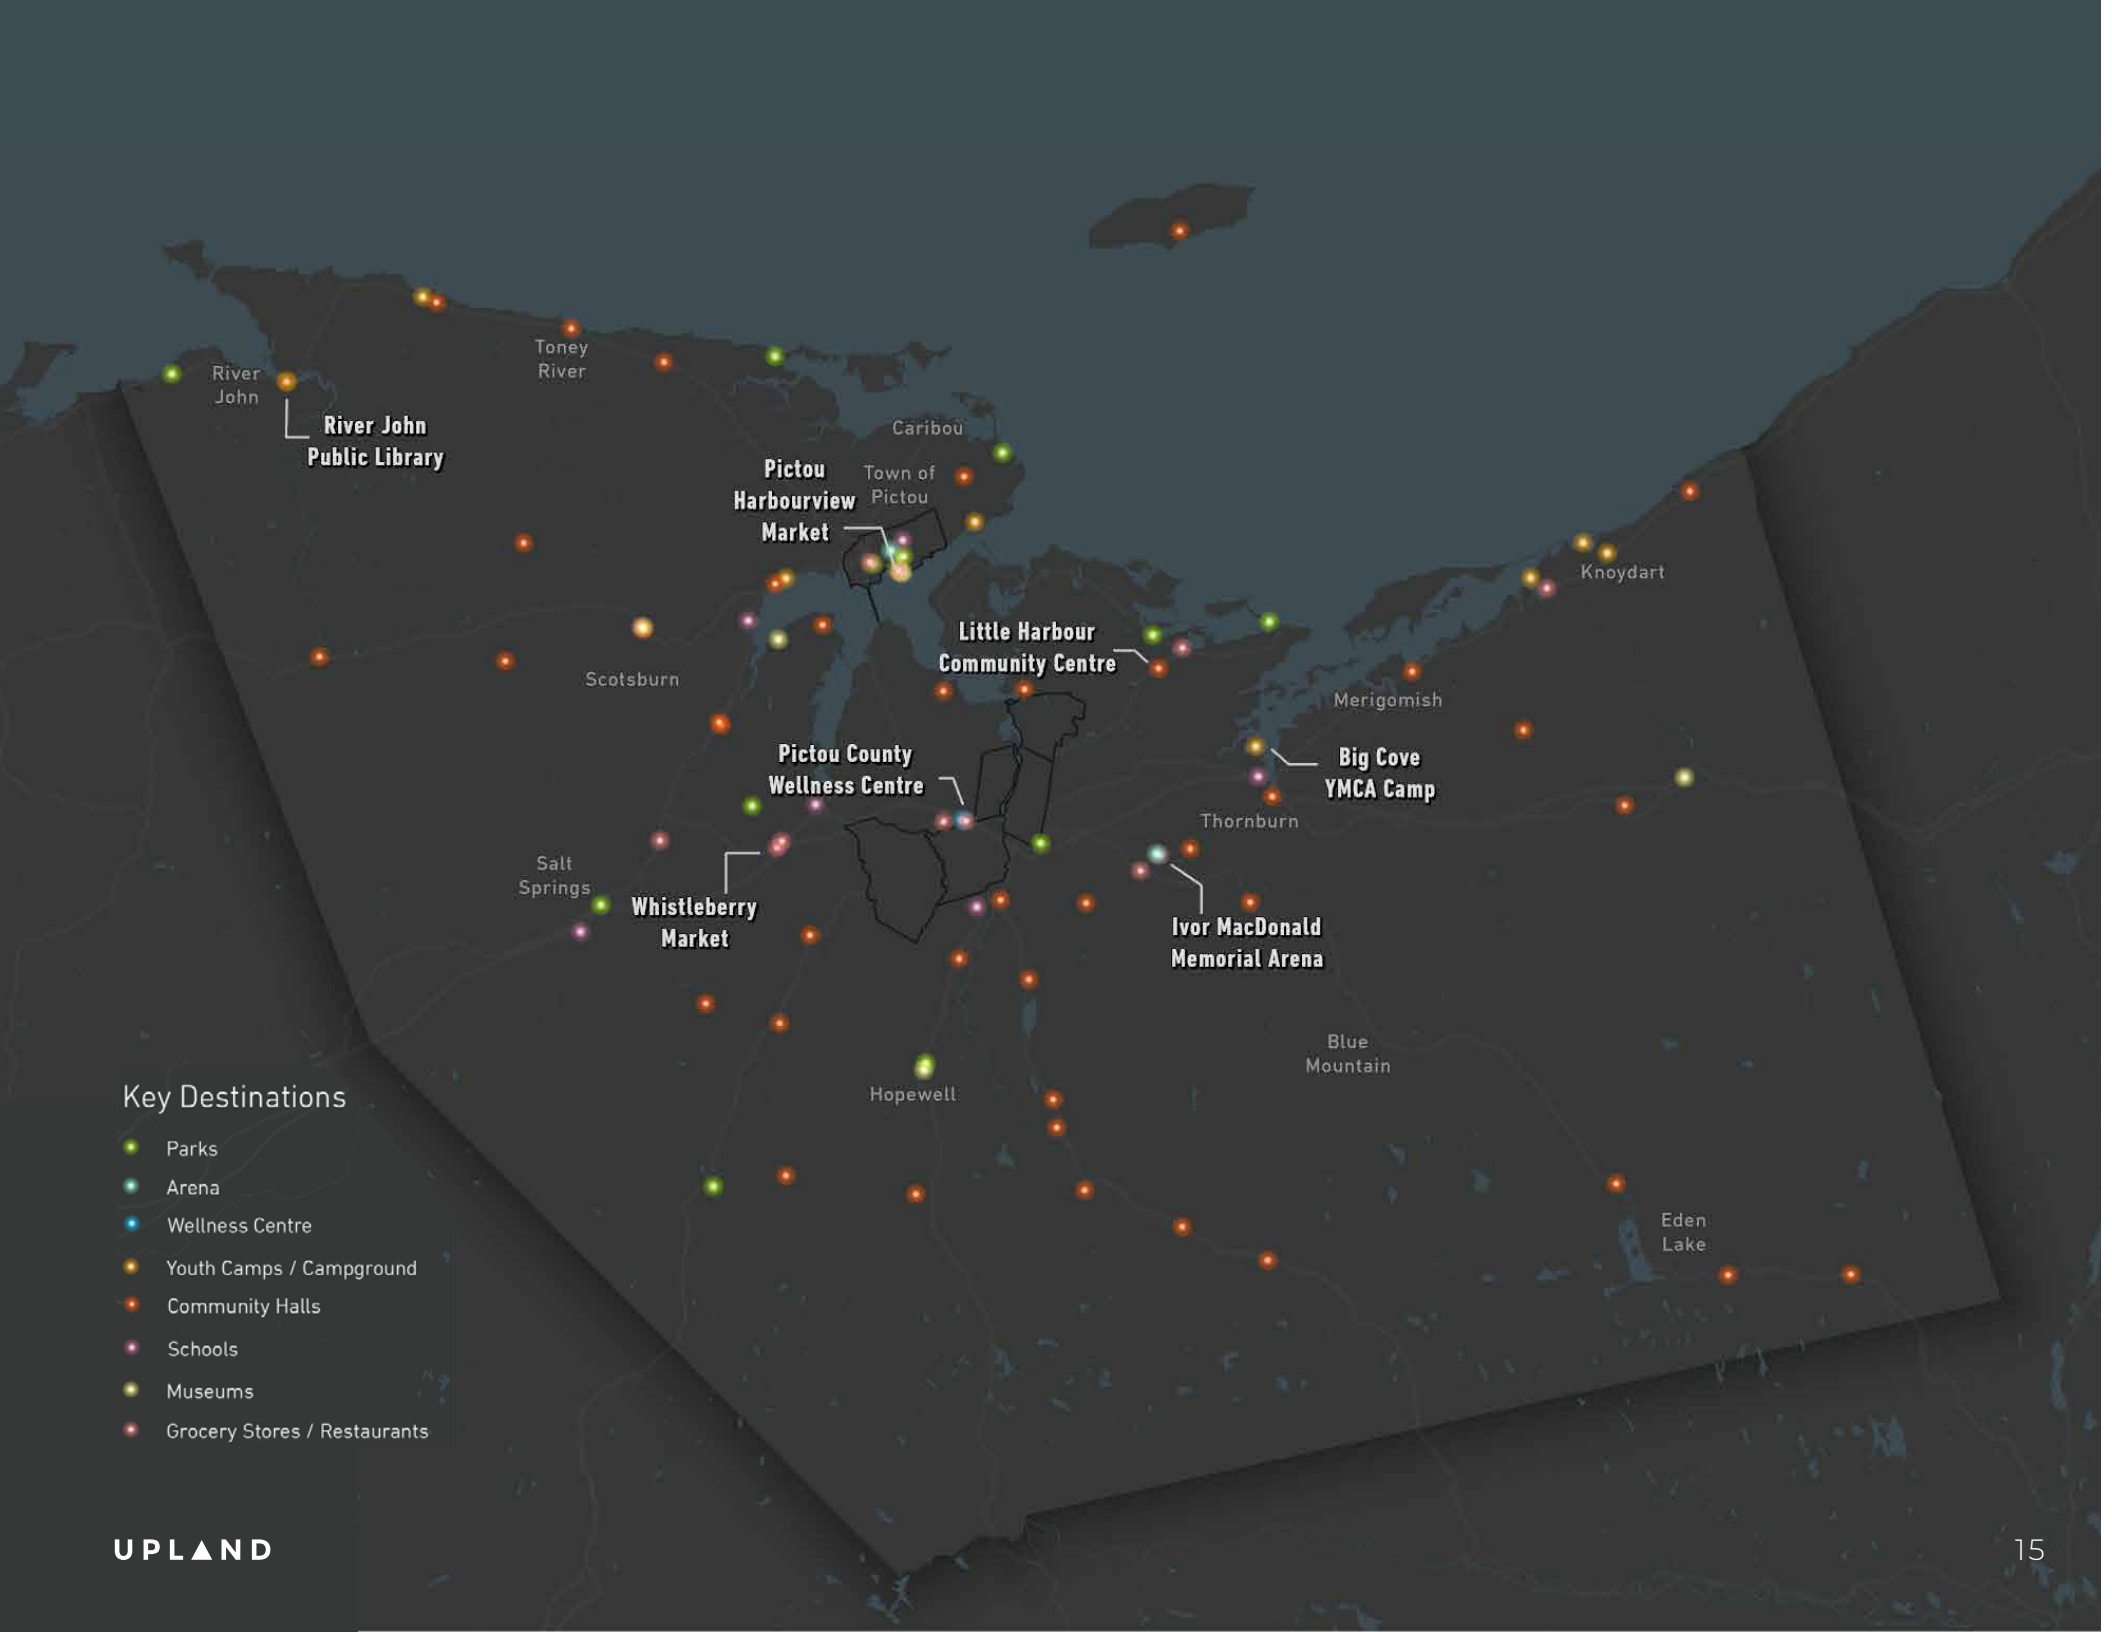 Toney
River
River
John
River John
Public Library
Caribou
Town of
Pictou
Pictou
Harbourview
Market
Knoydart
Little Harbour
Community Centre
Scotsburn
Merigomish
Pictou County
Wellness Centre
Big Cove
YMCA Camp
Thornburn
Salt
Springs
Whistleberry
Market
Ivor MacDonald
Memorial Arena
Blue
Mountain
Hopewell
Eden
Lake
Key Destinations
Parks
Arena
Wellness Centre
Youth Camps / Campground
Community Halls
Schools
Museums
Grocery Stores / Restaurants
UPLAND
15